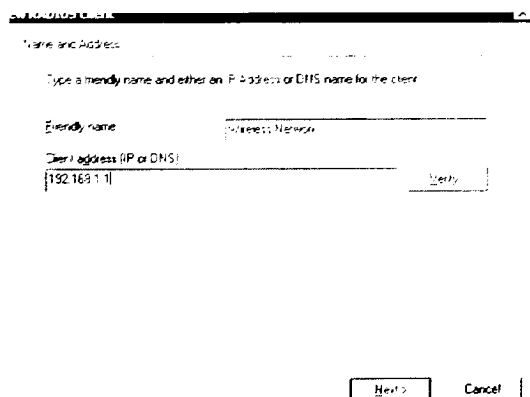 New RADIUS Client
Name and Address
Type a friendly name and either an IP Address or DNS name for the client.
Friendly name:
Wireless Network
Client address (IP or DNS):
192.168.1.1
Verify...
Next >
Cancel